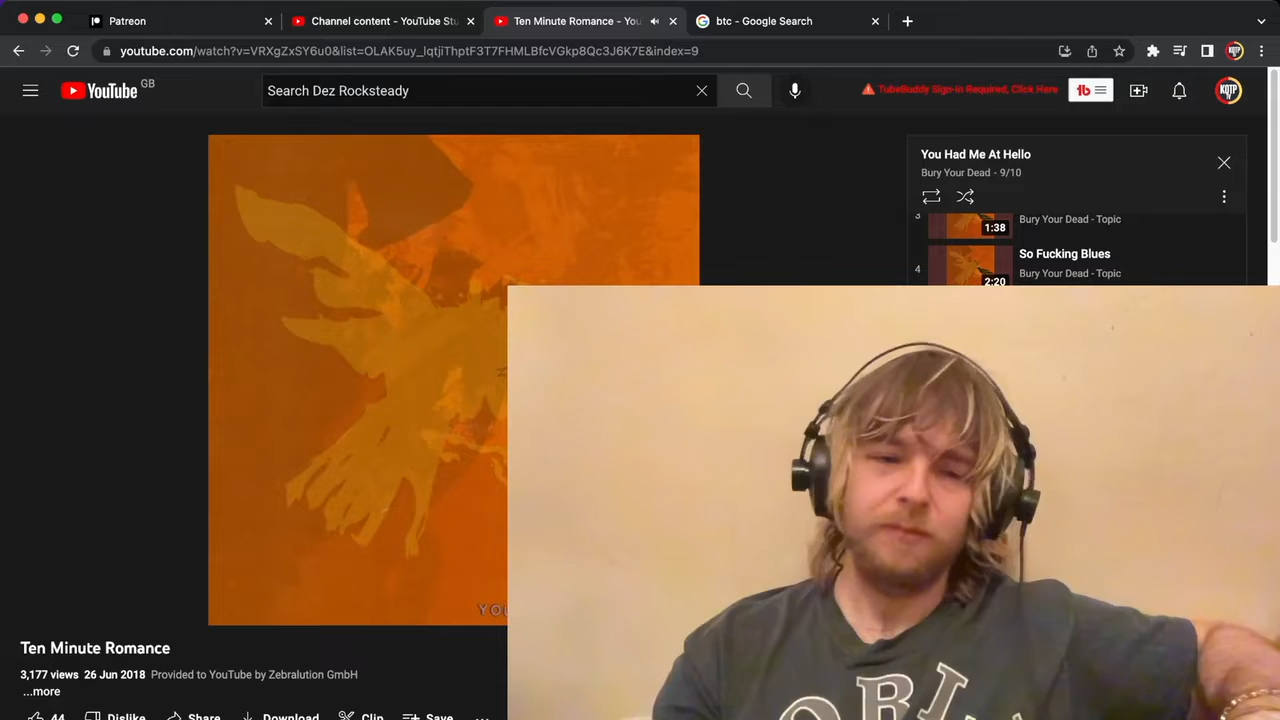 Patreon
Channel content - YouTube Stu
Ten Minute Romance - You
btc - Google Search
youtube.com/watch?v=VRXgZxSY6u0&list=OLAK5uy_lqtjiThptF3T7FHMLBfcVGkp8Qc3J6K7E&index=9
YouTube GB
Search Dez Rocksteady
TubeBuddy Sign-In Required, Click Here
tb
KQTP
You Had Me At Hello
Bury Your Dead - 9/10
3
1:38
Bury Your Dead - Topic
4
2:20
So Fucking Blues
Bury Your Dead - Topic
YOU
Ten Minute Romance
3,177 views 26 Jun 2018 Provided to YouTube by Zebralution GmbH
...more
44 Dislike Share Download Clip Save
ORI